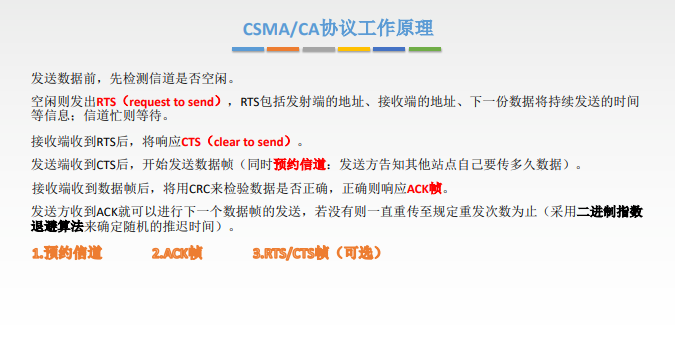 CSMA/CA协议工作原理
发送数据前，先检测信道是否空闲。
空闲则发出RTS（request to send），RTS包括发射端的地址、接收端的地址、下一份数据将持续发送的时间
等信息；信道忙则等待。
接收端收到RTS后，将响应CTS（clear to send）。
发送端收到CTS后，开始发送数据帧（同时预约信道：发送方告知其他站点自己要传多久数据）。
接收端收到数据帧后，将用CRC来检验数据是否正确，正确则响应ACK帧。
发送方收到ACK就可以进行下一个数据帧的发送，若没有则一直重传至规定重发次数为止（采用二进制指数
退避算法来确定随机的推迟时间）。
1.预约信道 2.ACK帧 3.RTS/CTS帧（可选）